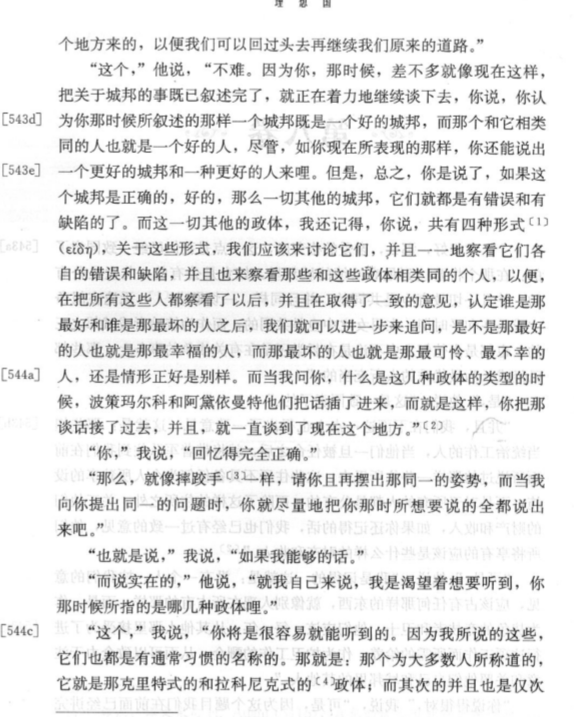 理想国
个地方来的，以便我们可以回过头去再继续我们原来的道路。”
“这个，”他说，“不难。因为你，那时候，差不多就像现在这样，
把关于城邦的事既已叙述完了，就正在着力地继续谈下去，你说，你认
[543d] 为你那时候所叙述的那样一个城邦既是一个好的城邦，而那个和它相类
同的人也就是一个好的人，尽管，如你现在所表现的那样，你还能说出
[543e] 一个更好的城邦和一种更好的人来哩。但是，总之，你是说了，如果这
个城邦是正确的，好的，那么一切其他的城邦，它们就都是有错误和有
缺陷的了。而这一切其他的政体，我还记得，你说，共有四种形式〔1〕
(εἴδη)，关于这些形式，我们应该来讨论它们，并且一一地察看它们各
自的错误和缺陷，并且也来察看那些和这些政体相类同的个人，以便，
在把所有这些人都察看了以后，并且在取得了一致的意见，认定谁是那
最好和谁是那最坏的人之后，我们就可以进一步来追问，是不是那最好
的人也就是那最幸福的人，而那最坏的人也就是那最可怜、最不幸的
[544a] 人，还是情形正好是别样。而当我问你，什么是这几种政体的类型的时
候，波策玛尔科和阿黛依曼特他们把话插了进来，而就是这样，你把那
谈话接了过去，并且，就一直谈到了现在这个地方。”〔2〕
“你，”我说，“回忆得完全正确。”
“那么，就像摔跤手〔3〕一样，请你且再摆出那同一的姿势，而当我
向你提出同一的问题时，你就尽量地把你那时所想要说的全都说出
来吧。”
“也就是说，”我说，“如果我能够的话。”
“而说实在的，”他说，“就我自己来说，我是渴望着想要听到，你
那时候所指的是哪几种政体哩。”
[544c] “这个，”我说，“你将是很容易就能听到的。因为我所说的这些，
它们也都是有通常习惯的名称的。那就是：那个为大多数人所称道的，
它就是那克里特式的和拉科尼克式的〔4〕政体；而其次的并且也是仅次